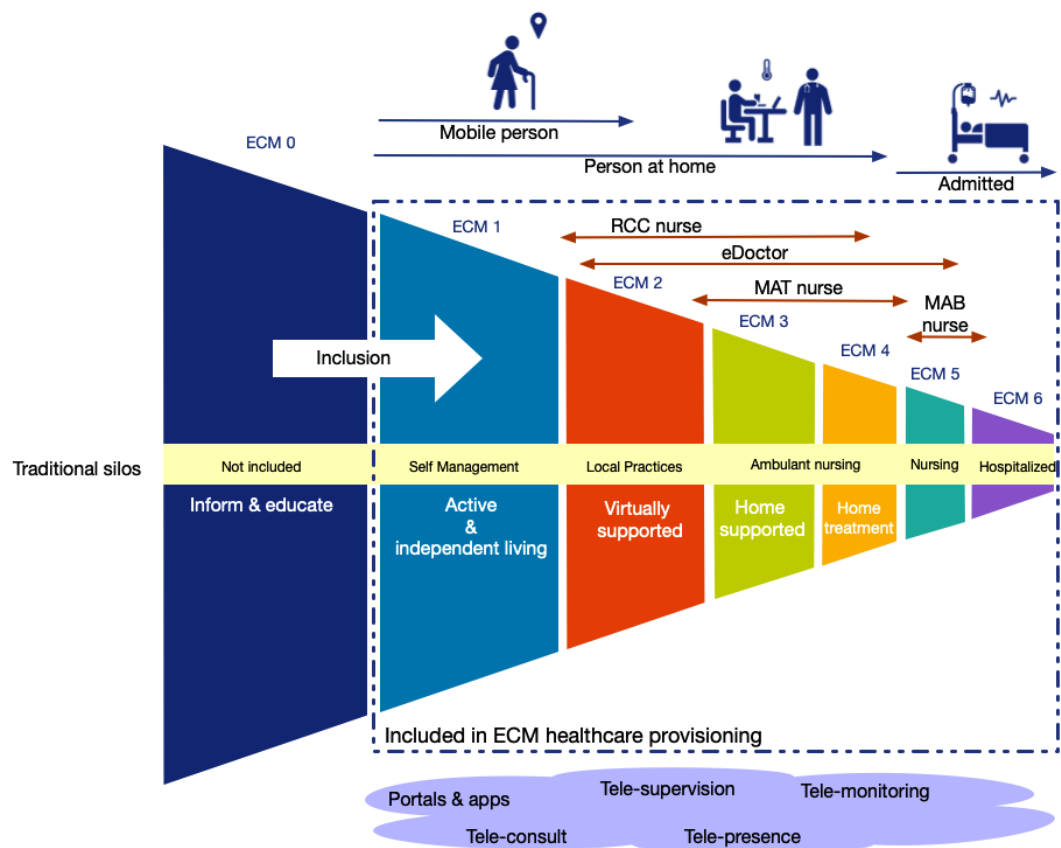 Mobile person
ECM 0
Person at home
Admitted
ECM 1
RCC nurse
eDoctor
ECM 2
MAT nurse
MAB
nurse
ECM 3
ECM 4
ECM 5
ECM 6
Inclusion
Traditional silos
Not included
Self Management
Local Practices
Ambulant nursing
Nursing
Hospitalized
Inform & educate
Active
&
independent living
Virtually
supported
Home
supported
Home
treatment
Included in ECM healthcare provisioning
Portals & apps
Tele-supervision
Tele-monitoring
Tele-consult
Tele-presence